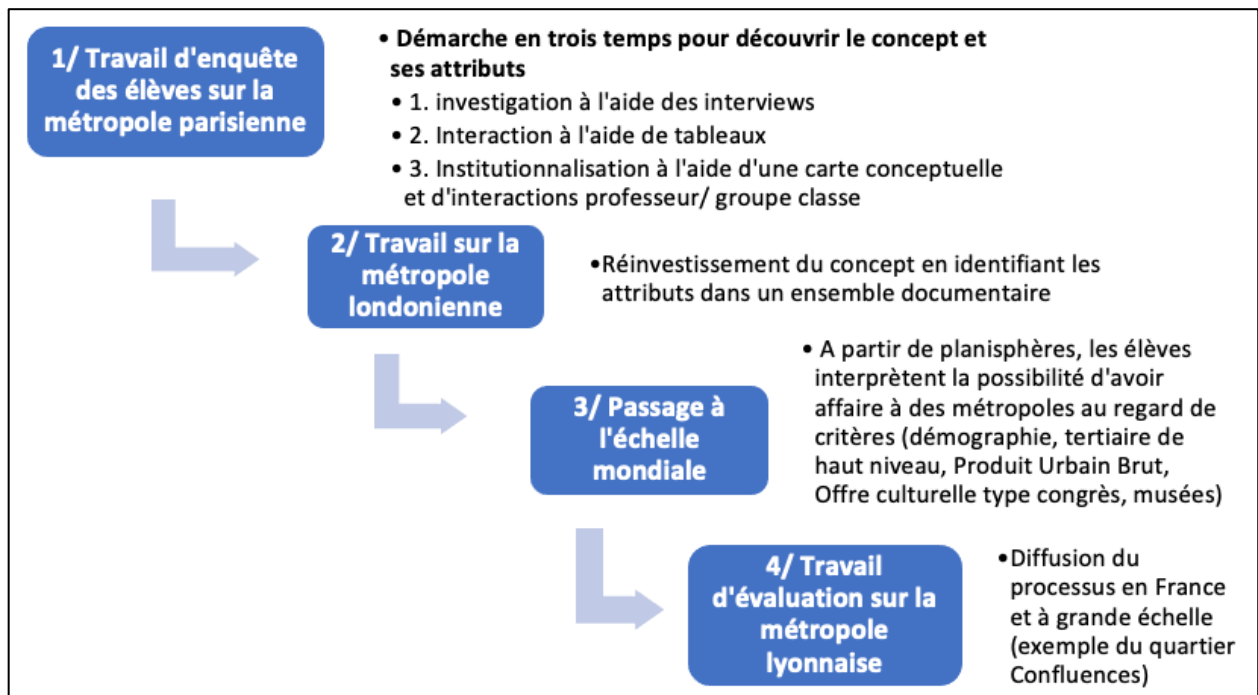 1/ Travail d'enquête
des élèves sur la
métropole parisienne
• Démarche en trois temps pour découvrir le concept et
ses attributs
• 1. investigation à l'aide des interviews
• 2. Interaction à l'aide de tableaux
• 3. Institutionnalisation à l'aide d'une carte conceptuelle
et d'interactions professeur/ groupe classe
2/ Travail sur la
métropole
londonienne
•Réinvestissement du concept en identifiant les
attributs dans un ensemble documentaire
3/ Passage à
l'échelle
mondiale
• A partir de planisphères, les élèves
interprètent la possibilité d'avoir
affaire à des métropoles au regard de
critères (démographie, tertiaire de
haut niveau, Produit Urbain Brut,
Offre culturelle type congrès, musées)
4/ Travail
d'évaluation sur la
métropole
lyonnaise
•Diffusion du
processus en France
et à grande échelle
(exemple du quartier
Confluences)